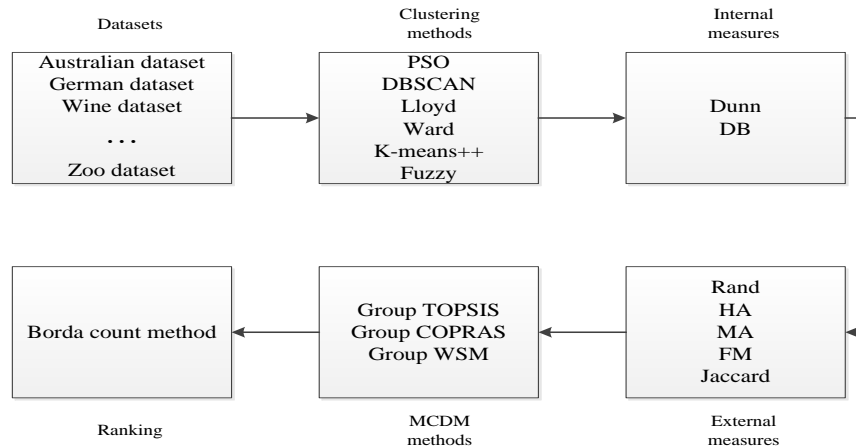 Datasets
Clustering
methods
Internal
measures
Australian dataset
German dataset
Wine dataset
...
Zoo dataset
PSO
DBSCAN
Lloyd
Ward
K-means++
Fuzzy
Dunn
DB
Borda count method
Group TOPSIS
Group COPRAS
Group WSM
Rand
HA
MA
FM
Jaccard
Ranking
MCDM
methods
External
measures